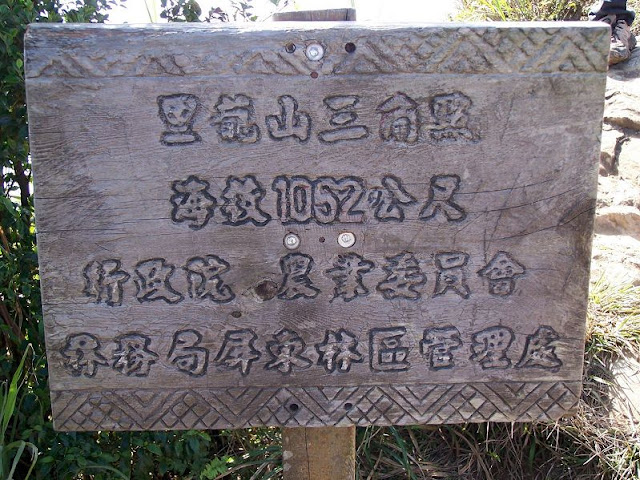 里龍山三角點
海拔1062公尺
行政院 農業委員會
林務局屏東林區管理處